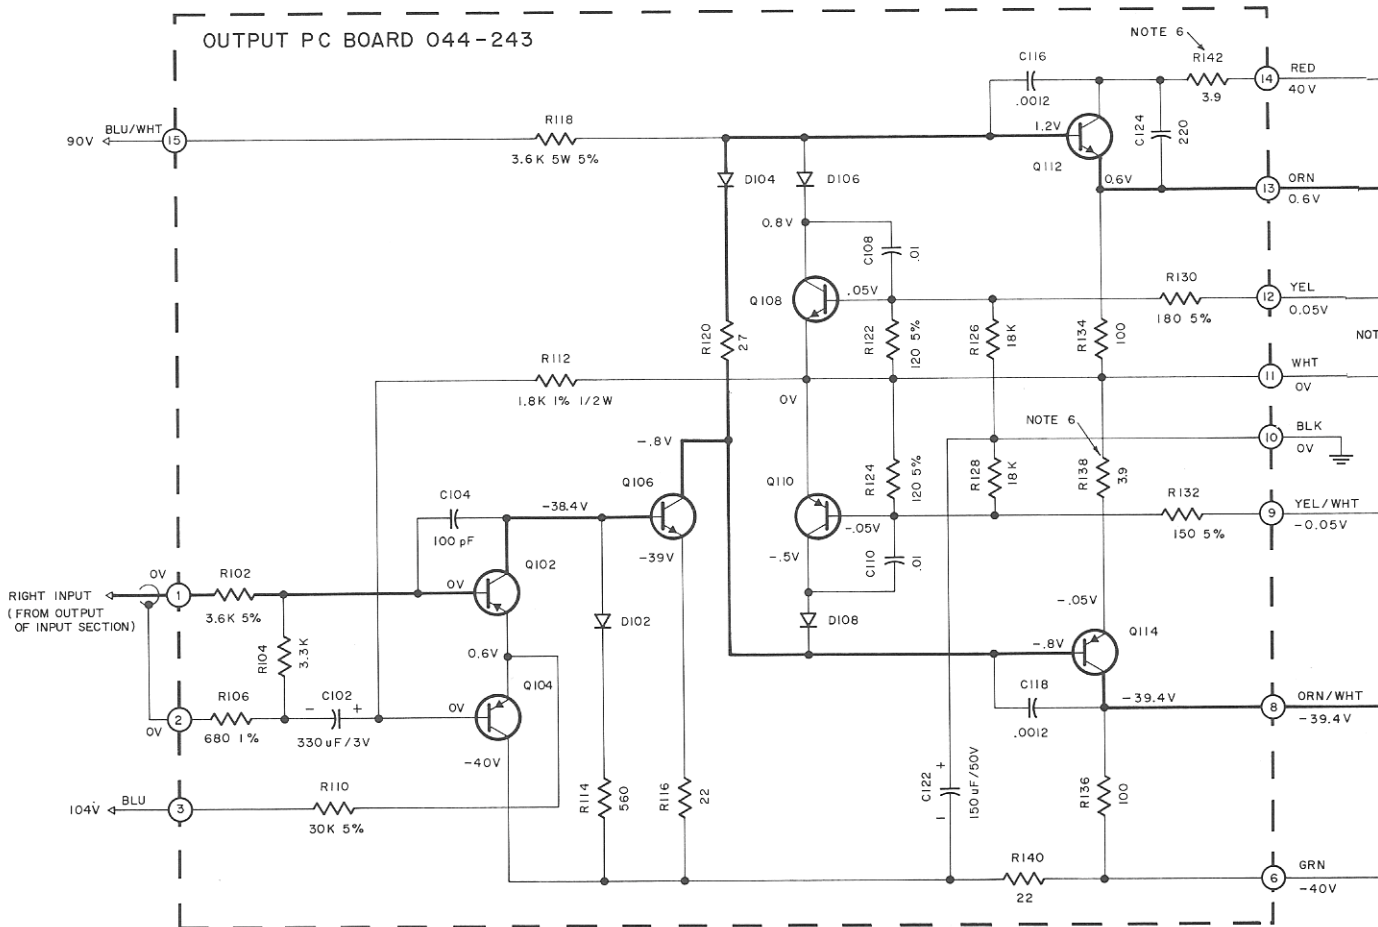 OUTPUT PC BOARD 044-243
NOTE 6
R142
3.9
14
RED
40V
C116
.0012
C124
220
BLU/WHT
90V
15
R118
3.6K 5W 5%
1.2V
Q112
0.6V
13
ORN
0.6V
D104
D106
0.8V
C108
.01
Q108
.05V
R130
180 5%
12
YEL
0.05V
R120
27
R122
120 5%
R126
18K
R134
100
NOT
R112
1.8K 1% 1/2W
0V
11
WHT
0V
NOTE 6
10
BLK
0V
-.8V
Q106
C104
100 pF
-38.4V
-39V
Q110
R124
120 5%
R128
18K
R138
3.9
-.05V
-.5V
C110
.01
R132
150 5%
9
YEL/WHT
-0.05V
0V
RIGHT INPUT
(FROM OUTPUT
OF INPUT SECTION)
1
R102
3.6K 5%
0V
Q102
D102
D108
-.05V
-.8V
Q114
R104
3.3K
0.6V
Q104
0V
2
0V
R106
680 1%
C102
-
+
330uF/3V
-40V
C118
.0012
-39.4V
8
ORN/WHT
-39.4V
104V
BLU
3
R110
30K 5%
R114
560
R116
22
C122
150 uF/50V
+
-
R136
100
R140
22
6
GRN
-40V